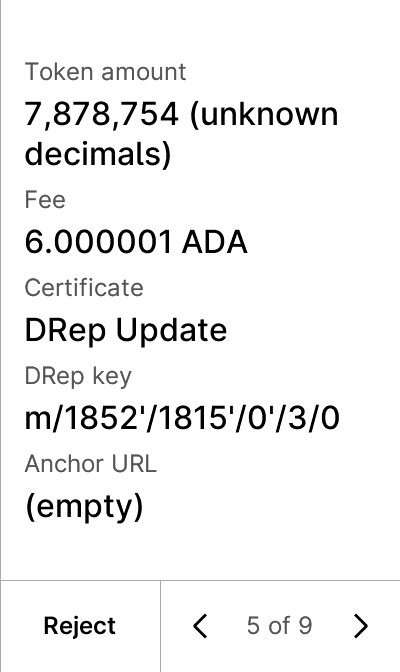 Token amount
7,878,754 (unknown
decimals)
Fee
6.000001 ADA
Certificate
DRep Update
DRep key
m/1852'/1815'/0'/3/0
Anchor URL
(empty)
Reject
5 of 9